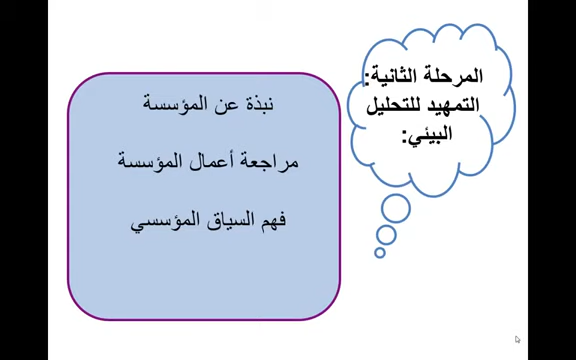 المرحلة الثانية:
التمهيد للتحليل
البيئي:
نبذة عن المؤسسة
مراجعة أعمال المؤسسة
فهم السياق المؤسسي